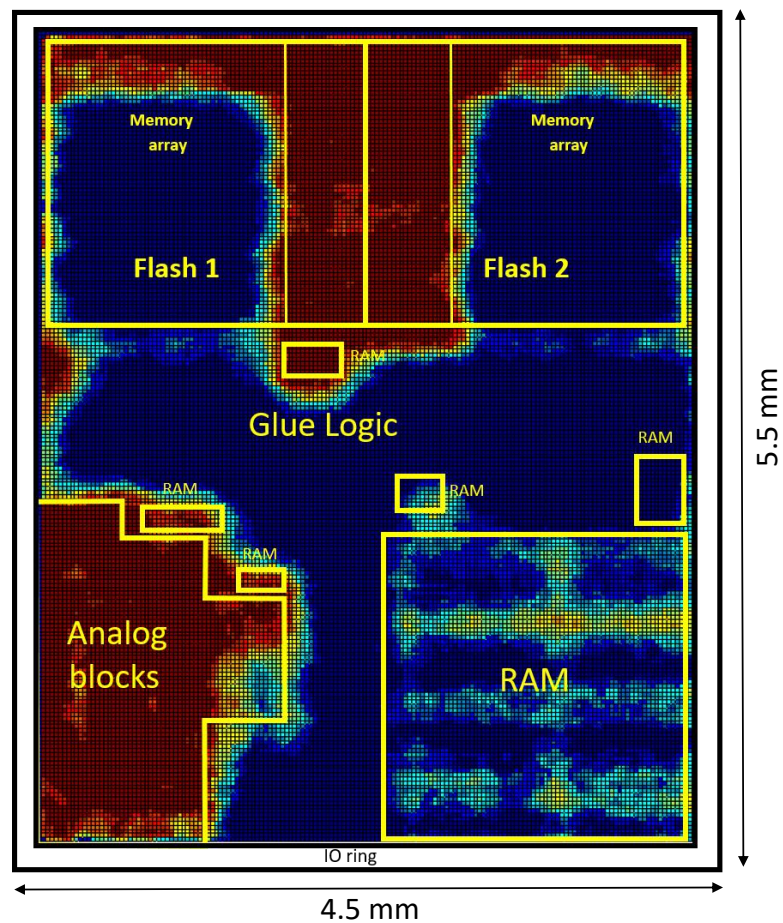 Memory
array
Memory
array
Flash 1
Flash 2
RAM
Glue Logic
RAM
RAM
RAM
RAM
Analog
blocks
RAM
IO ring
4.5 mm
5.5 mm